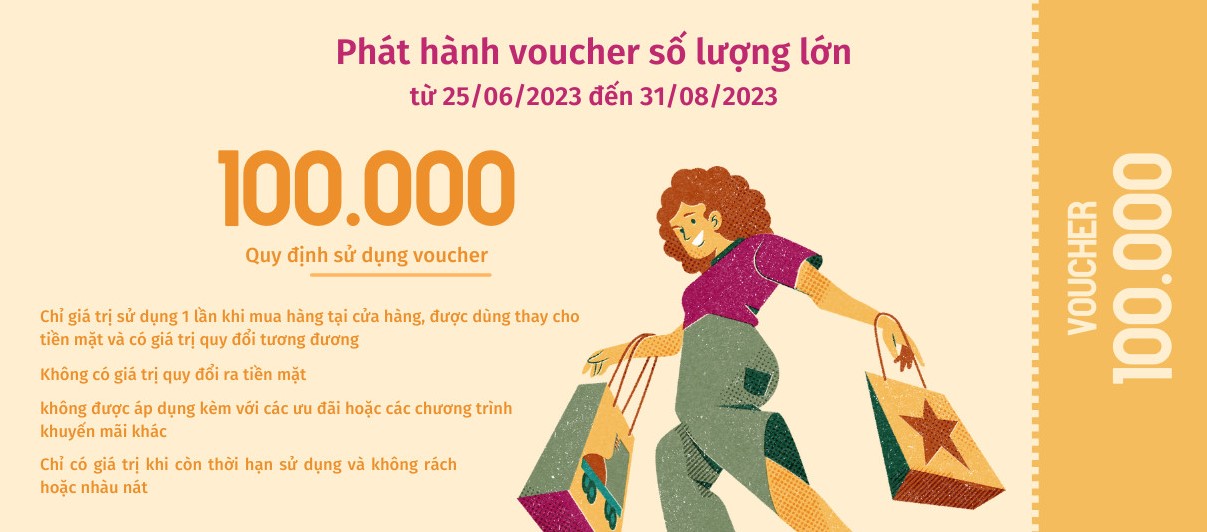 Phát hành voucher số lượng lớn
từ 25/06/2023 đến 31/08/2023
100.000
Quy định sử dụng voucher
Chỉ giá trị sử dụng 1 lần khi mua hàng tại cửa hàng, được dùng thay cho
tiền mặt và có giá trị quy đổi tương đương
Không có giá trị quy đổi ra tiền mặt
không được áp dụng kèm với các ưu đãi hoặc các chương trình
khuyến mãi khác
Chỉ có giá trị khi còn thời hạn sử dụng và không rách
hoặc nhàu nát
VOUCHER
100.000